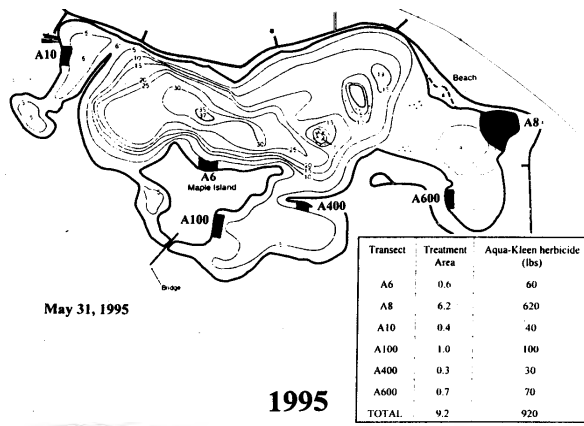 A10
Beach
A8
A6
Maple Island
A600
A100
A400
Bridge
May 31, 1995
1995
Transect Treatment Area Aqua-Kleen herbicide (lbs)
A6 0.6 60
A8 6.2 620
A10 0.4 40
A100 1.0 100
A400 0.3 30
A600 0.7 70
TOTAL 9.2 920